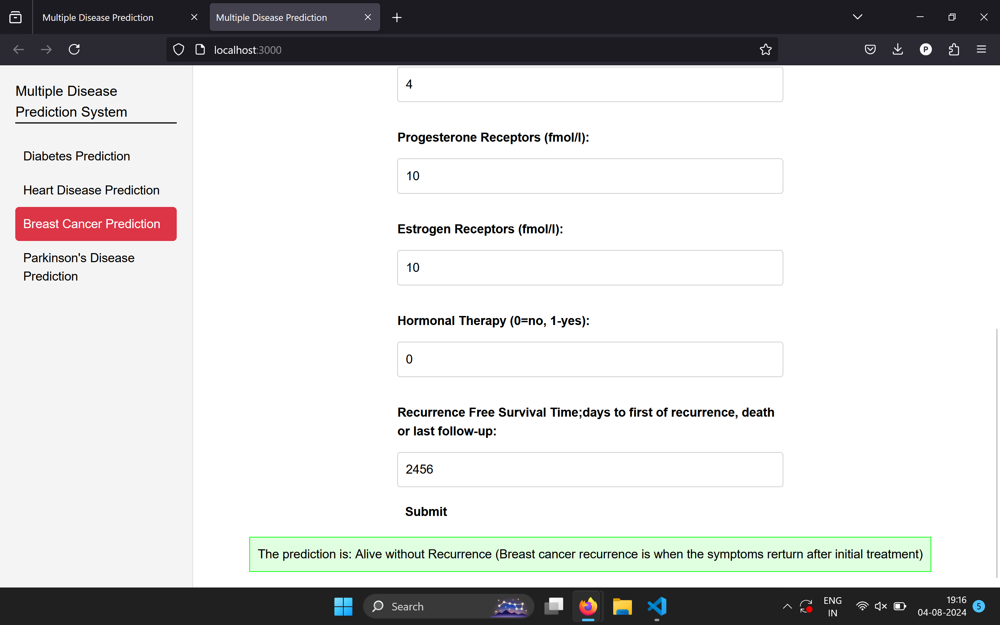 Multiple Disease Prediction
Multiple Disease Prediction
localhost:3000
P
Multiple Disease
Prediction System
Diabetes Prediction
Heart Disease Prediction
Breast Cancer Prediction
Parkinson's Disease
Prediction
4
Progesterone Receptors (fmol/l):
10
Estrogen Receptors (fmol/l):
10
Hormonal Therapy (0=no, 1-yes):
0
Recurrence Free Survival Time;days to first of recurrence, death
or last follow-up:
2456
Submit
The prediction is: Alive without Recurrence (Breast cancer recurrence is when the symptoms rerturn after initial treatment)
Search
ENG
IN
19:16
04-08-2024
5